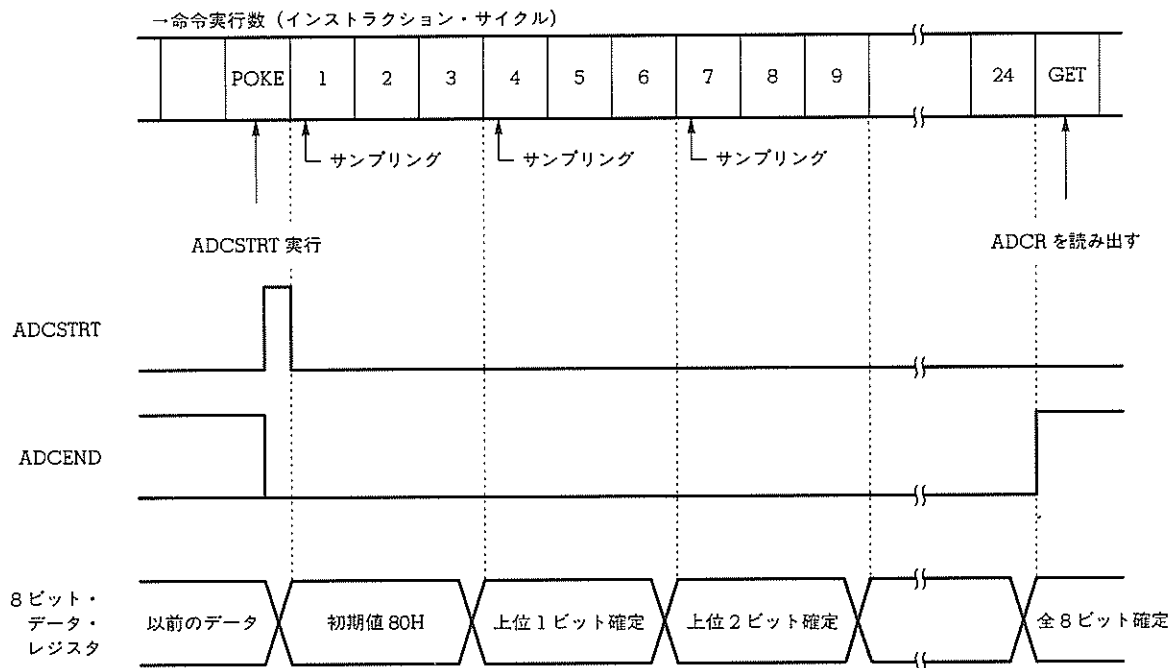 →命令実行数（インストラクション・サイクル）
POKE 1 2 3 4 5 6 7 8 9 24 GET
サンプリング サンプリング サンプリング
ADCSTRT 実行 ADCR を読み出す
ADCSTRT
ADCEND
8 ビット・
データ・
レジスタ
以前のデータ 初期値 80H 上位 1 ビット確定 上位 2 ビット確定 全 8 ビット確定